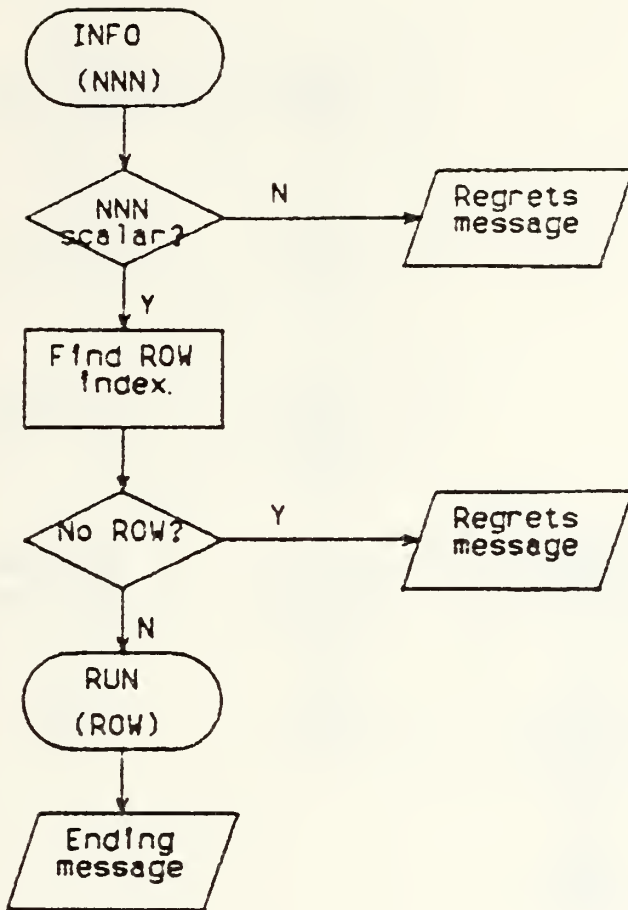 INFO
(NNN)
NNN
scalar?
N
Regrets
message
Y
Find ROW
index.
No ROW?
Y
Regrets
message
N
RUN
(ROW)
Ending
message